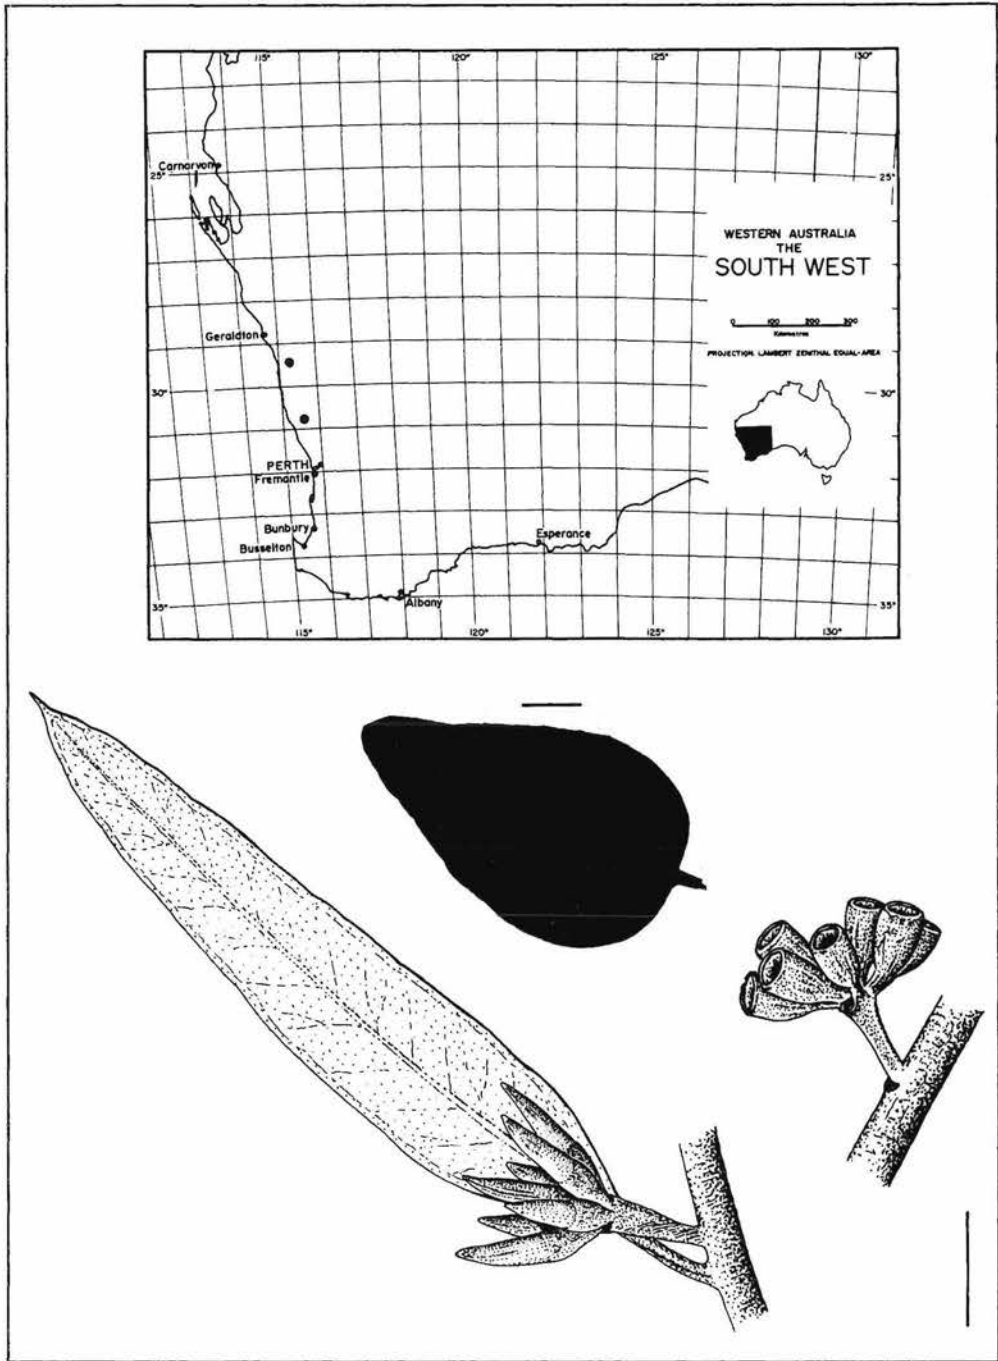 115° 120° 125° 130°
Carnarvon
25° 25°
WESTERN AUSTRALIA
THE
SOUTH WEST
0 100 200 300
Kilometres
PROJECTION: LAMBERT ZENITHAL EQUAL-AREA
Geraldton
30° 30°
PERTH
Fremantle
Bunbury
Busselton
Esperance
Albany
35° 35°
115° 120° 125° 130°